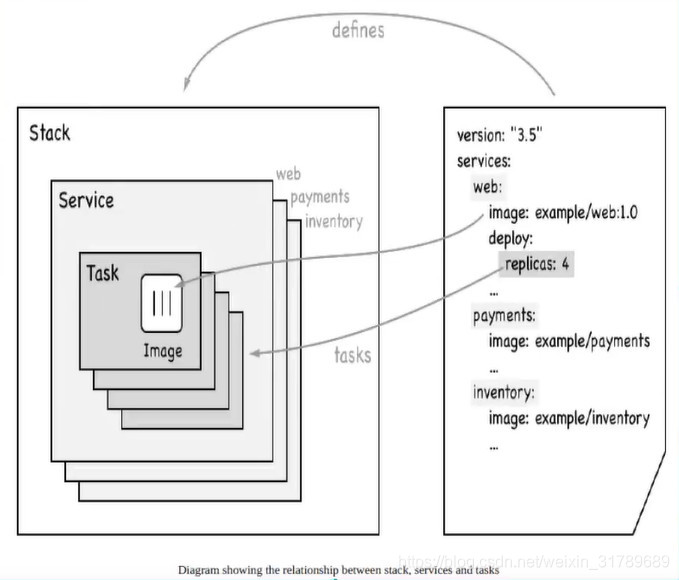 defines
Stack
web
payments
inventory
Service
Task
Image
tasks
version: "3.5"
services:
web:
image: example/web:1.0
deploy:
replicas: 4
...
payments:
image: example/payments
...
inventory:
image: example/inventory
...
https://blog.csdn.net/weixin_31789689
Diagram showing the relationship between stack, services and tasks